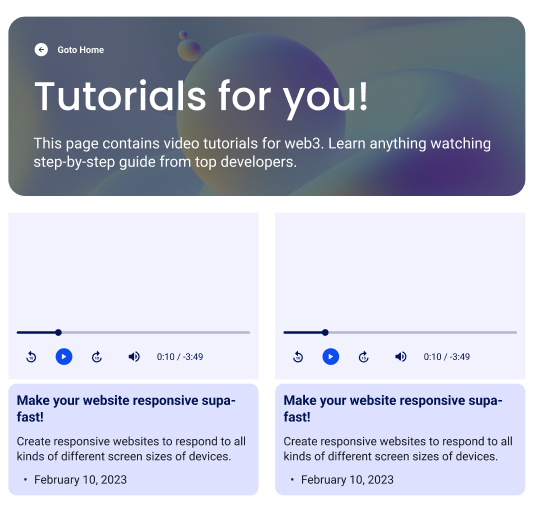 Goto Home
Tutorials for you!
This page contains video tutorials for web3. Learn anything watching
step-by-step guide from top developers.
0:10 / -3:49
0:10 / -3:49
Make your website responsive supa-
fast!
Create responsive websites to respond to all
kinds of different screen sizes of devices.
• February 10, 2023
Make your website responsive supa-
fast!
Create responsive websites to respond to all
kinds of different screen sizes of devices.
• February 10, 2023